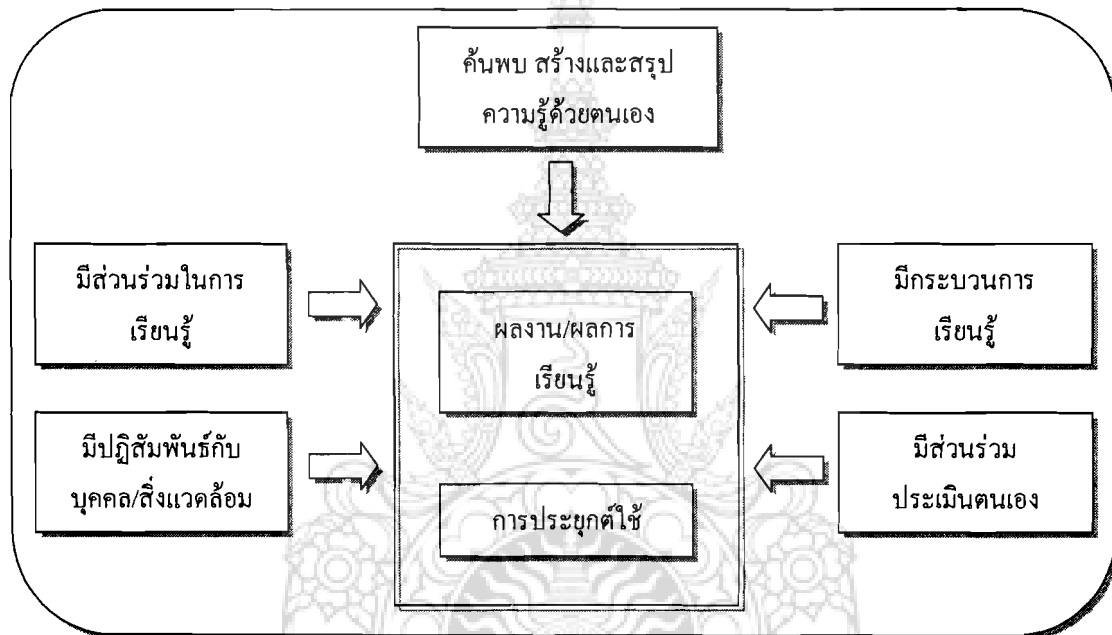 ค้นพบ สร้างและสรุป
ความรู้ด้วยตนเอง
มีส่วนร่วมในการ
เรียนรู้
มีกระบวนการ
เรียนรู้
ผลงาน/ผลการ
เรียนรู้
มีปฏิสัมพันธ์กับ
บุคคล/สิ่งแวดล้อม
มีส่วนร่วม
ประเมินตนเอง
การประยุกต์ใช้